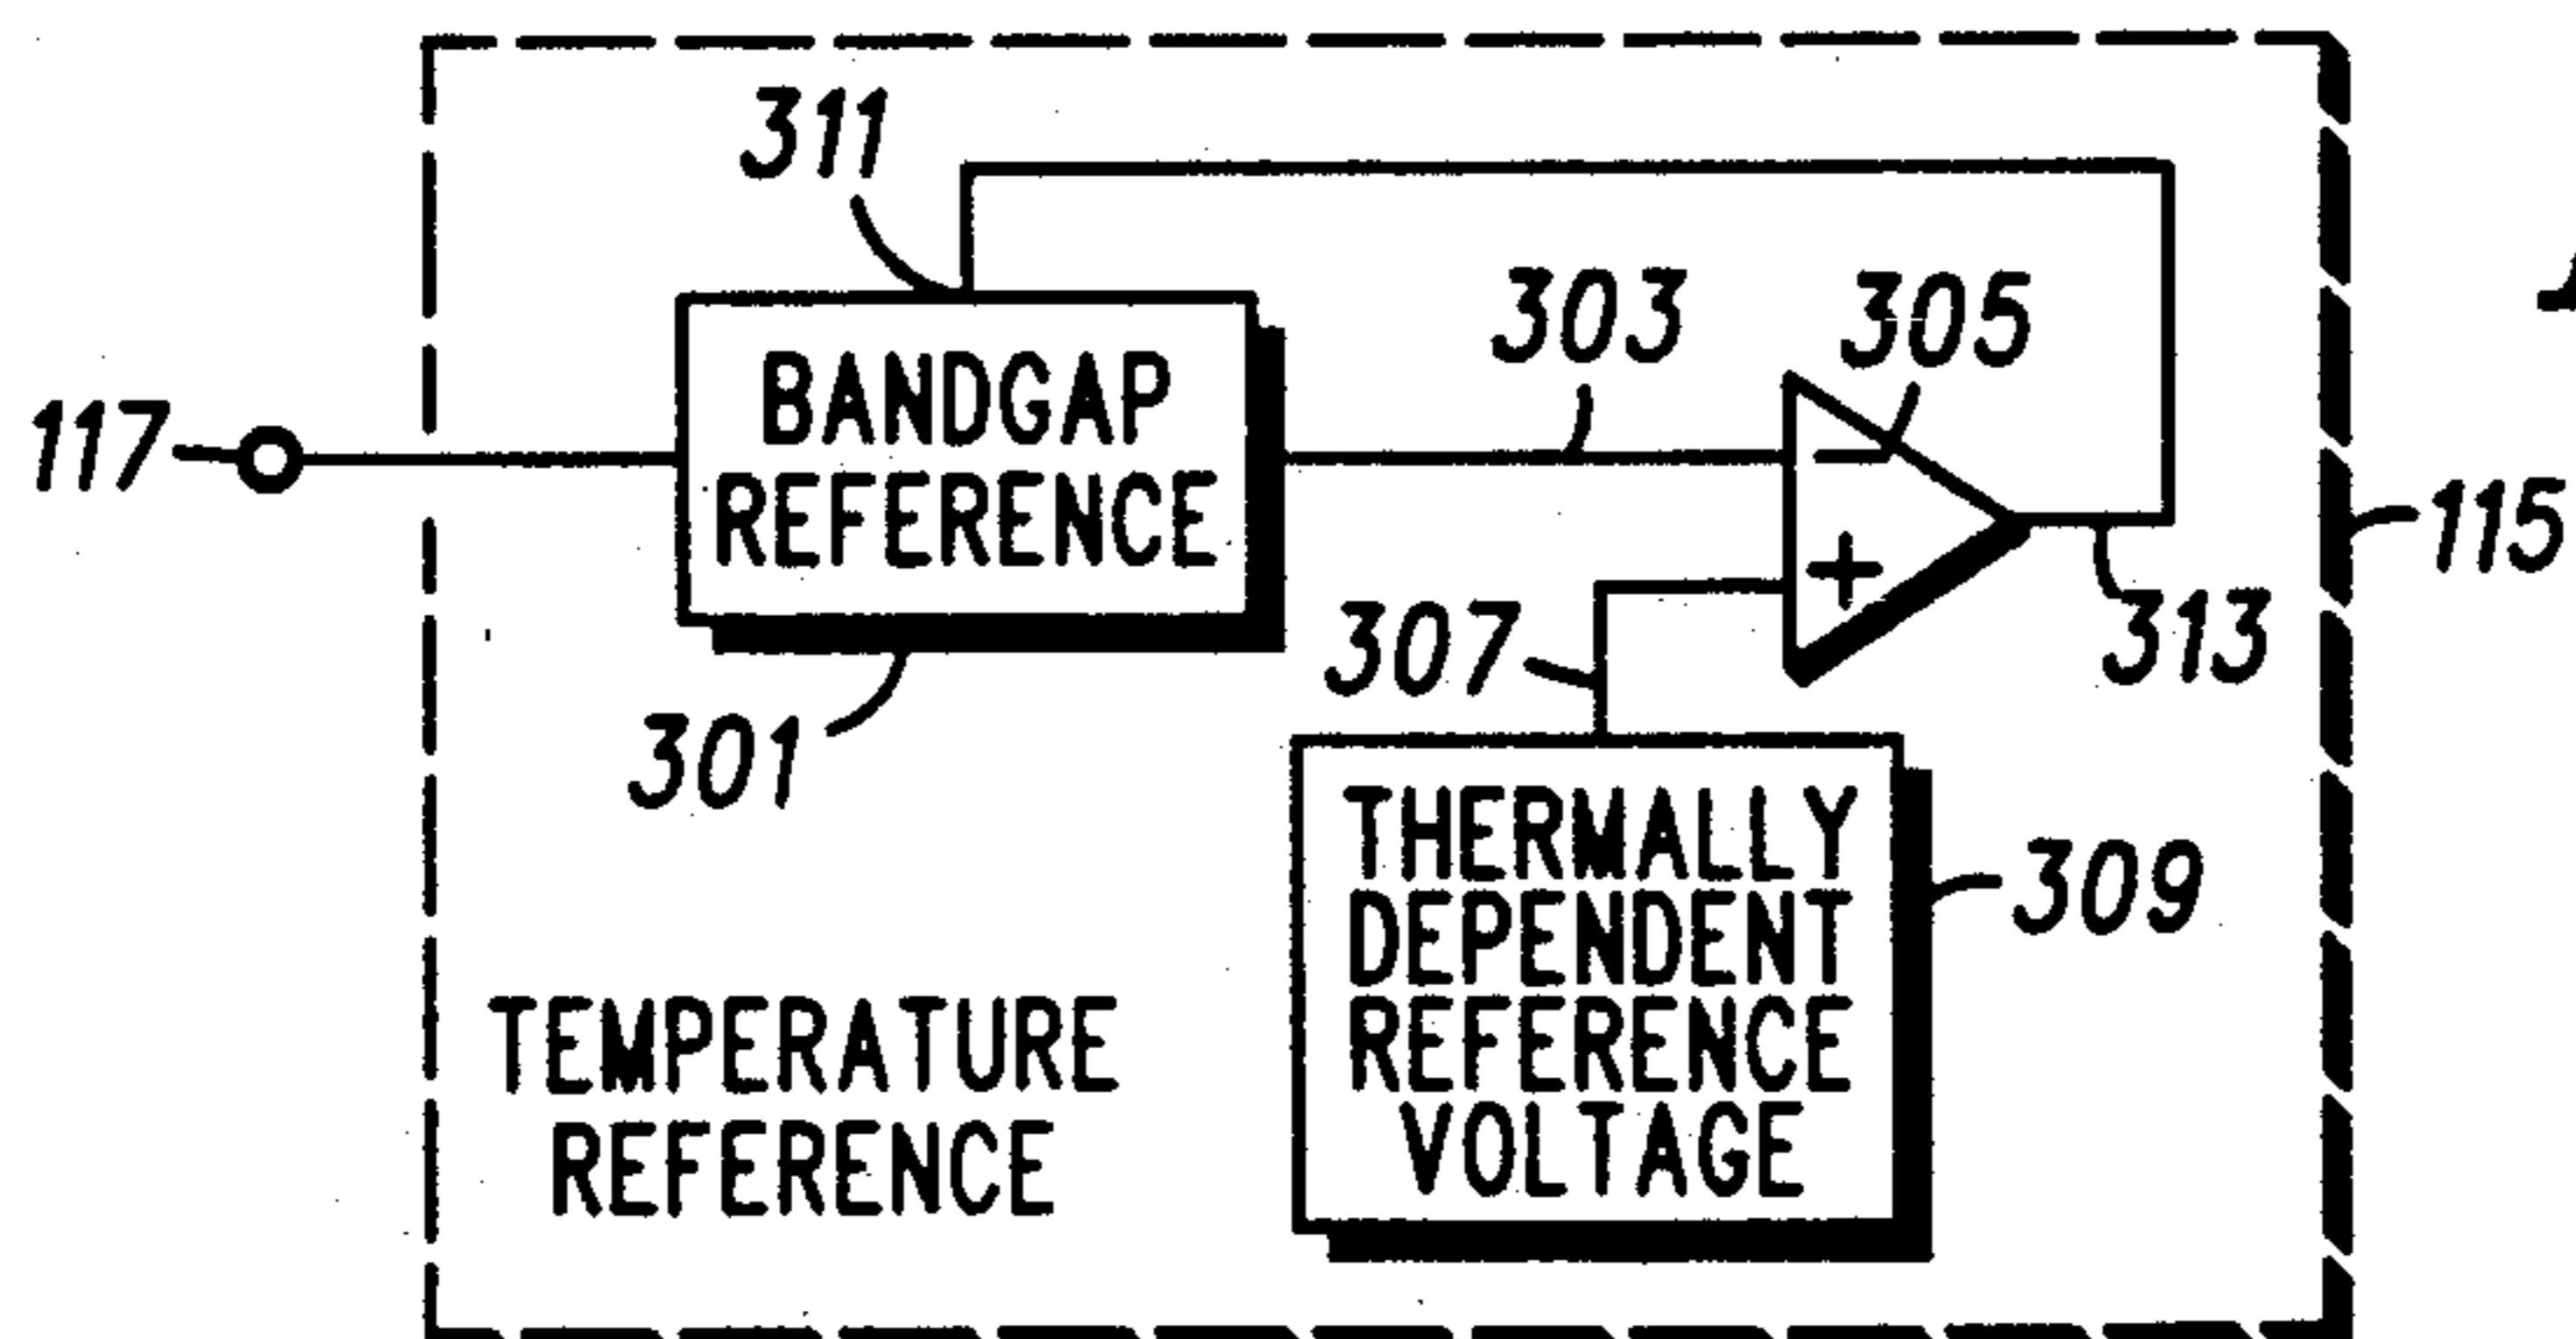 311
303
305
BANDGAP
REFERENCE
117
115
307
313
301
THERMALLY
DEPENDENT
REFERENCE
VOLTAGE
309
TEMPERATURE
REFERENCE